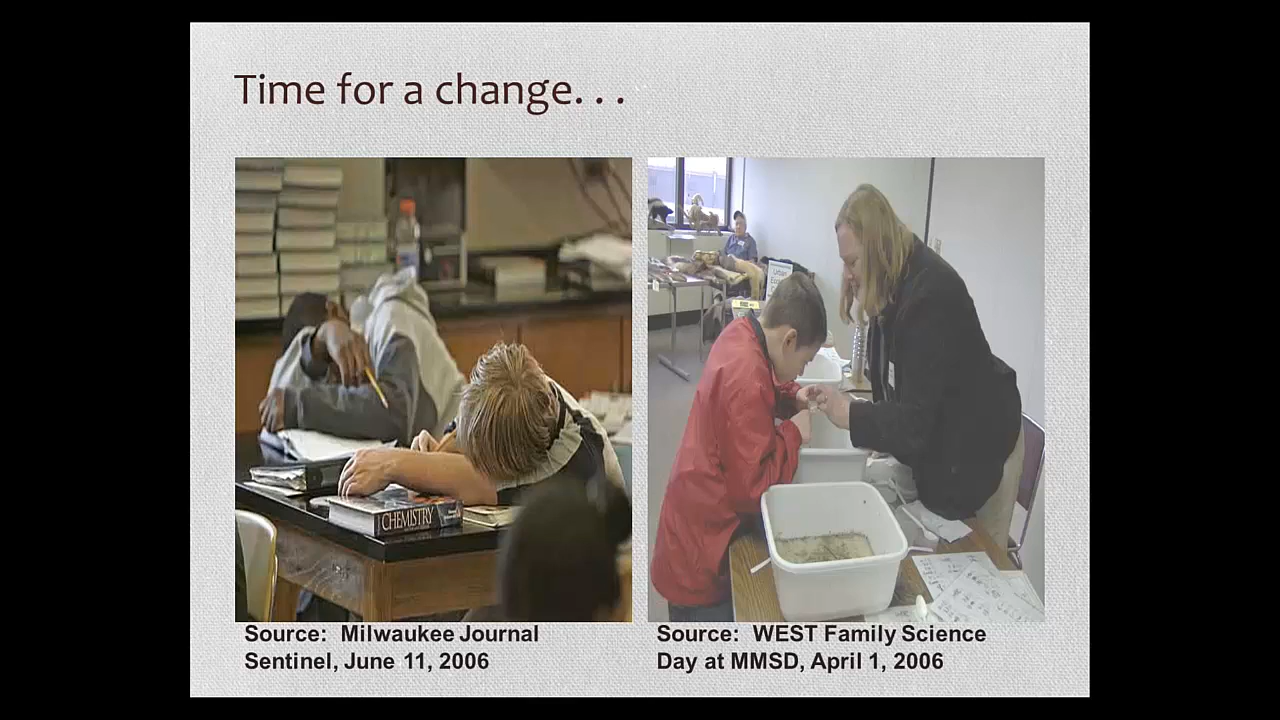 Time for a change. . .
CHEMISTRY
Urban
Source: Milwaukee Journal
Sentinel, June 11, 2006
Source: WEST Family Science
Day at MMSD, April 1, 2006